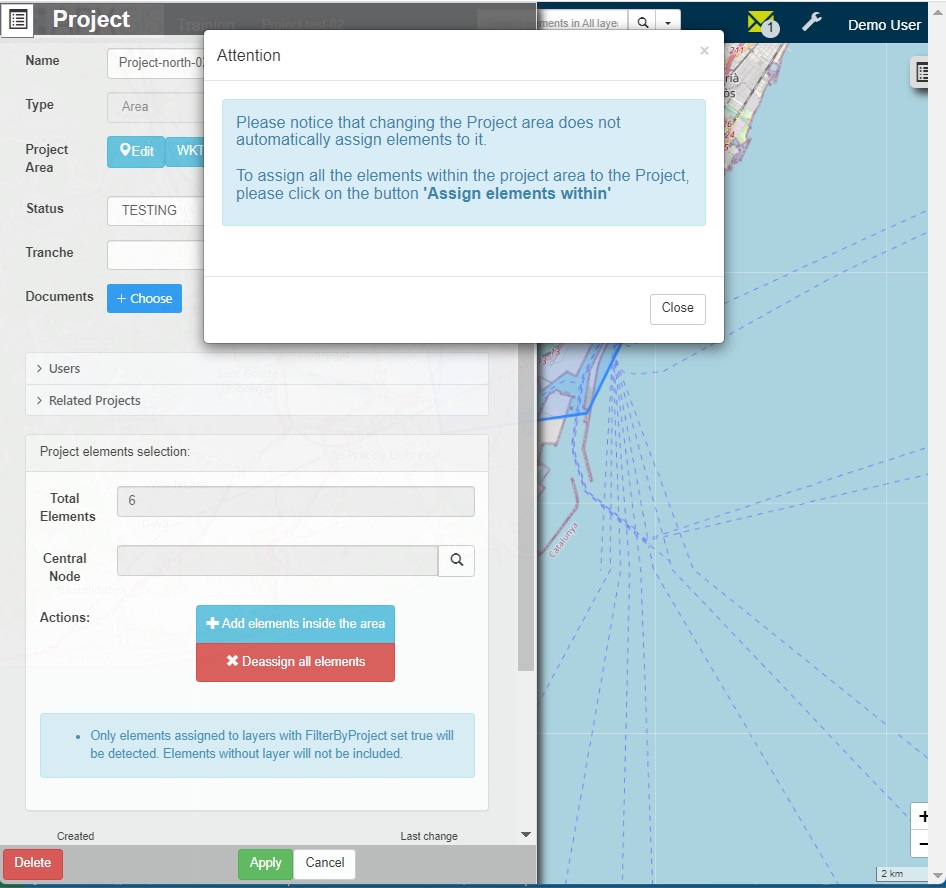 Project
Training Project-test-02
ments in All laye
1
Demo User
Name
Project-north-0
Type
Area
Project
Area
Edit
WKT
Status
TESTING
Tranche
Documents
+ Choose
Attention
×
Please notice that changing the Project area does not
automatically assign elements to it.
To assign all the elements within the project area to the Project,
please click on the button 'Assign elements within'
Close
Users
Related Projects
Project elements selection:
Total
Elements
6
Central
Node
Actions:
Add elements inside the area
Deassign all elements
Only elements assigned to layers with FilterByProject set true will
be detected. Elements without layer will not be included.
Created
Last change
Delete
Apply
Cancel
Catalunya
+
−
2 km